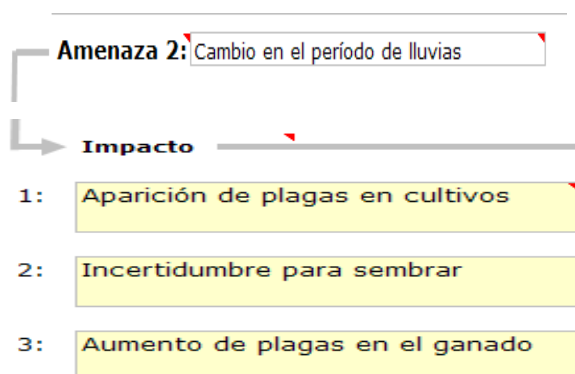 Amenaza 2: Cambio en el período de lluvias
Impacto
1: Aparición de plagas en cultivos
2: Incertidumbre para sembrar
3: Aumento de plagas en el ganado